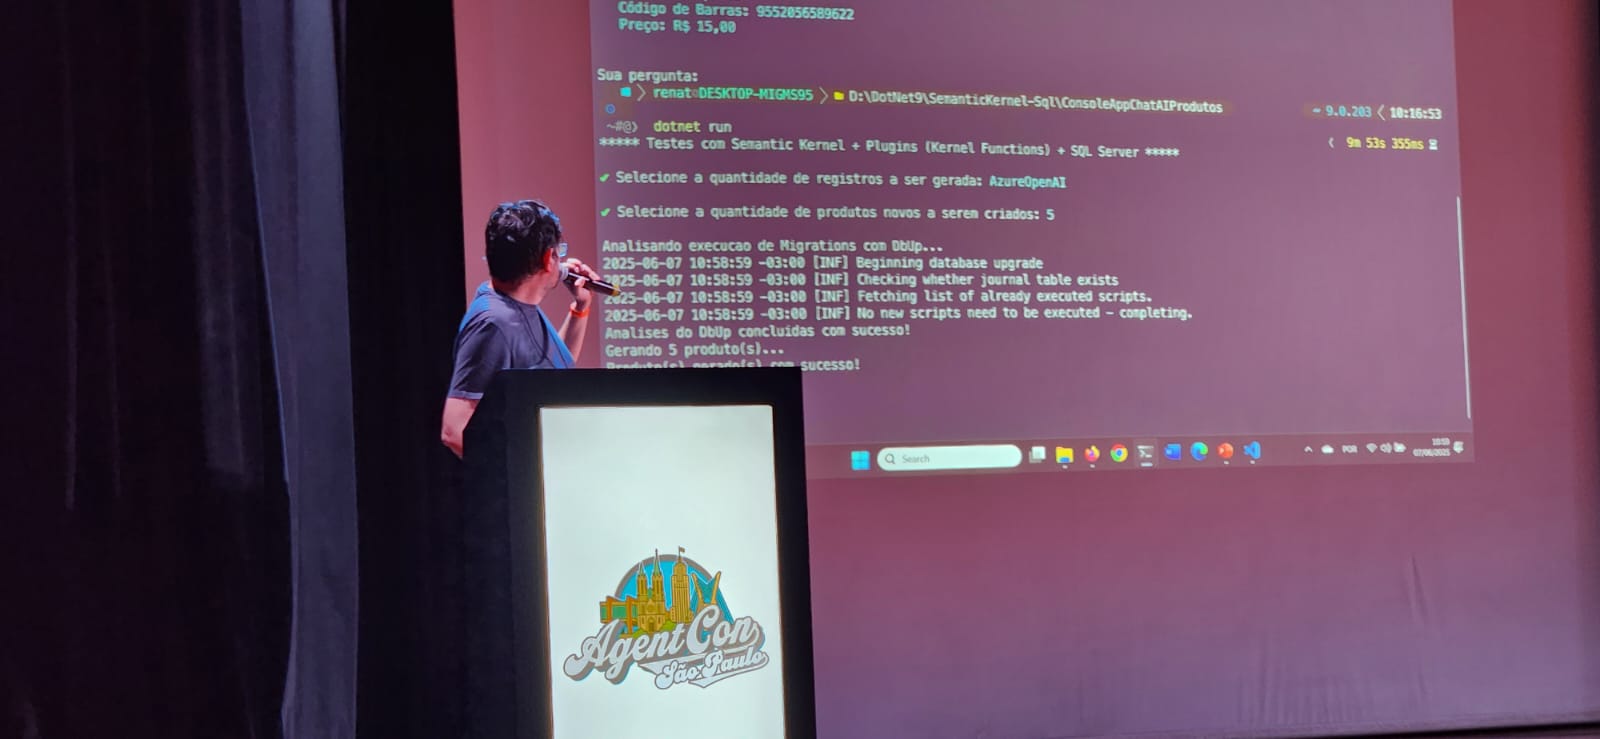 Código de Barras: 9552056589622
Preço: R$ 15,00
Sua pergunta:
renat DESKTOP-MIGMS95 D:\DotNet9\SemanticKernel-Sql\ConsoleAppChatAIProdutos 9.0.203 10:16:53
~#@❯ dotnet run 9m 53s 355ms
***** Testes com Semantic Kernel + Plugins (Kernel Functions) + SQL Server *****
✔ Selecione a quantidade de registros a ser gerada: AzureOpenAI
✔ Selecione a quantidade de produtos novos a serem criados: 5
Analisando execucao de Migrations com DbUp...
2025-06-07 10:58:59 -03:00 [INF] Beginning database upgrade
2025-06-07 10:58:59 -03:00 [INF] Checking whether journal table exists
2025-06-07 10:58:59 -03:00 [INF] Fetching list of already executed scripts.
2025-06-07 10:58:59 -03:00 [INF] No new scripts need to be executed - completing.
Analises do DbUp concluidas com sucesso!
Gerando 5 produto(s)...
Produto(s) gerado(s) com sucesso!
Search
POR
10:59
07/06/2025
AgentCon
São Paulo